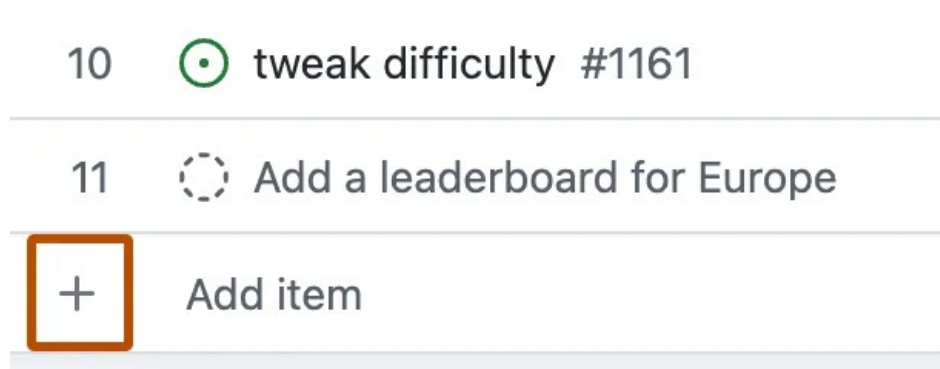 10 tweak difficulty #1161
11 Add a leaderboard for Europe
+ Add item